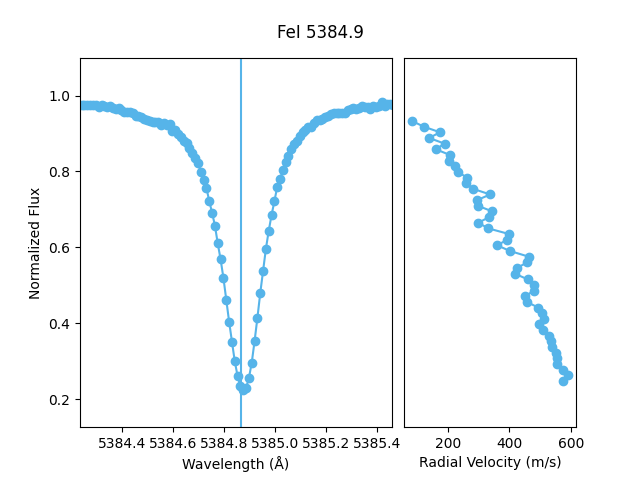 FeI 5384.9
Normalized Flux
1.0
0.8
0.6
0.4
0.2
5384.4 5384.6 5384.8 5385.0 5385.2 5385.4
Wavelength (Å)
200 400 600
Radial Velocity (m/s)